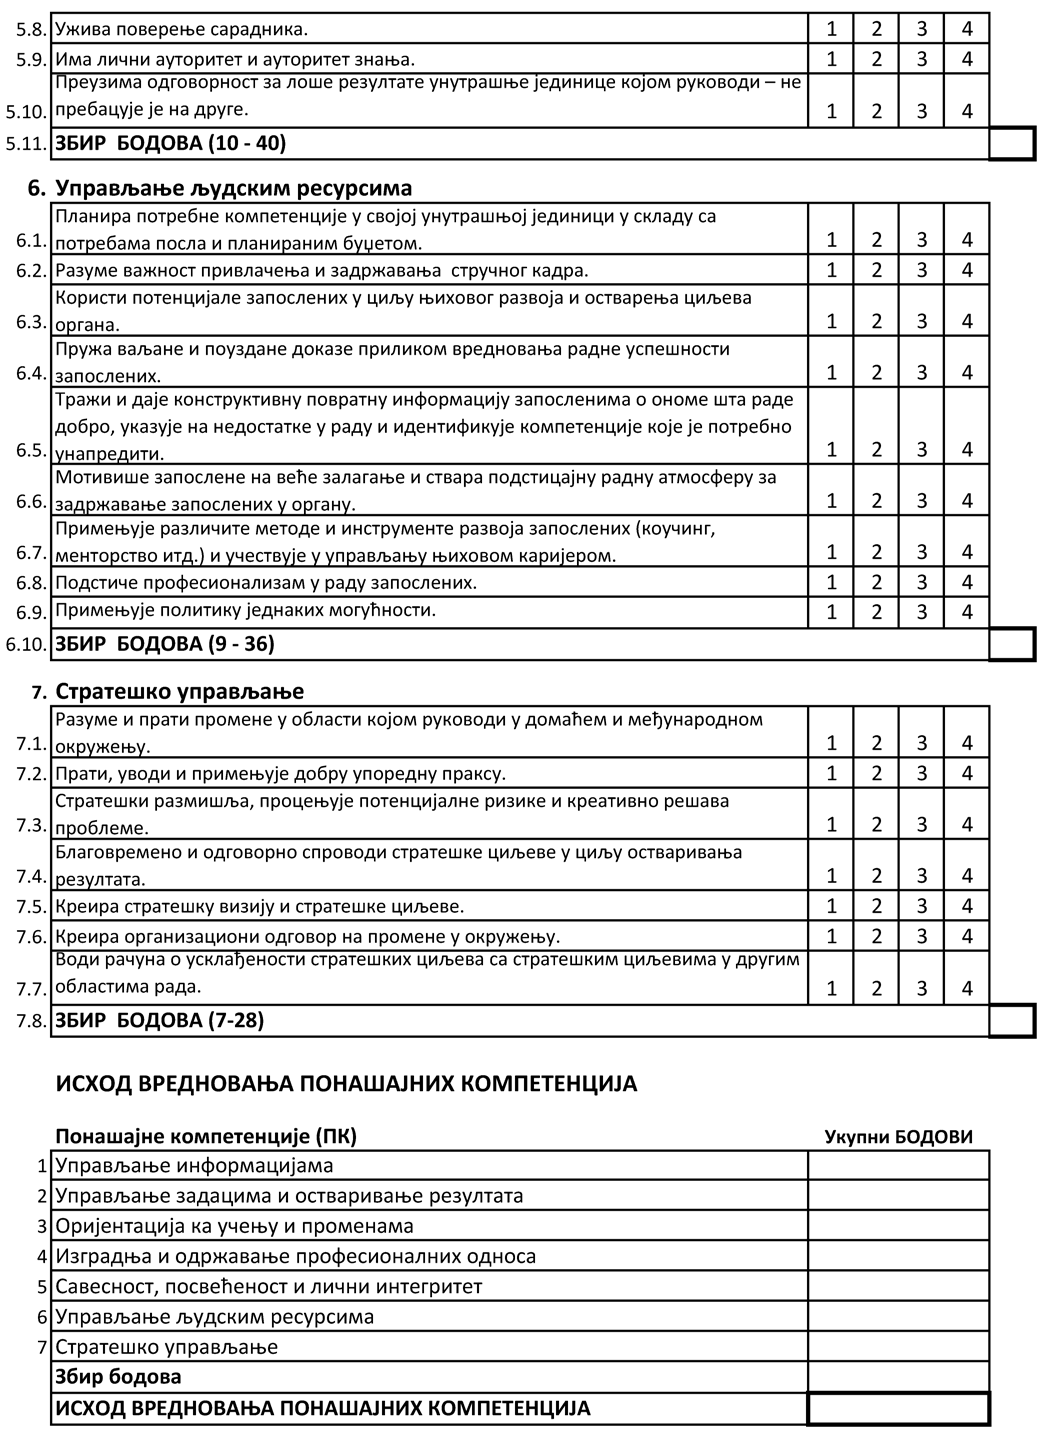 5.8. Ужива поверење сарадника. 1 2 3 4
5.9. Има лични ауторитет и ауторитет знања. 1 2 3 4
Преузима одговорност за лоше резултате унутрашње јединице којом руководи – не
5.10. пребацује је на друге. 1 2 3 4
5.11. ЗБИР БОДОВА (10 - 40)
6. Управљање људским ресурсима
Планира потребне компетенције у својој унутрашњој јединици у складу са
6.1. потребама посла и планираним буџетом. 1 2 3 4
6.2. Разуме важност привлачења и задржавања стручног кадра. 1 2 3 4
Користи потенцијале запослених у циљу њиховог развоја и остварења циљева
6.3. органа. 1 2 3 4
Пружа ваљане и поуздане доказе приликом вредновања радне успешности
6.4. запослених. 1 2 3 4
Тражи и даје конструктивну повратну информацију запосленима о ономе шта раде
добро, указује на недостатке у раду и идентификује компетенције које је потребно
6.5. унапредити. 1 2 3 4
Мотивише запослене на веће залагање и ствара подстицајну радну атмосферу за
6.6. задржавање запослених у органу. 1 2 3 4
Примењује различите методе и инструменте развоја запослених (коучинг,
6.7. менторство итд.) и учествује у управљању њиховом каријером. 1 2 3 4
6.8. Подстиче професионализам у раду запослених. 1 2 3 4
6.9. Примењује политику једнаких могућности. 1 2 3 4
6.10. ЗБИР БОДОВА (9 - 36)
7. Стратешко управљање
Разуме и прати промене у области којом руководи у домаћем и међународном
7.1. окружењу. 1 2 3 4
7.2. Прати, уводи и примењује добру упоредну праксу. 1 2 3 4
Стратешки размишља, процењује потенцијалне ризике и креативно решава
7.3. проблеме. 1 2 3 4
Благовремено и одговорно спроводи стратешке циљеве у циљу остваривања
7.4. резултата. 1 2 3 4
7.5. Креира стратешку визију и стратешке циљеве. 1 2 3 4
7.6. Креира организациони одговор на промене у окружењу. 1 2 3 4
Води рачуна о усклађености стратешких циљева са стратешким циљевима у другим
7.7. областима рада. 1 2 3 4
7.8. ЗБИР БОДОВА (7-28)
ИСХОД ВРЕДНОВАЊА ПОНАШАЈНИХ КОМПЕТЕНЦИЈА
Понашајне компетенције (ПК) Укупни БОДОВИ
1 Управљање информацијама
2 Управљање задацима и остваривање резултата
3 Оријентација ка учењу и променама
4 Изградња и одржавање професионалних односа
5 Савесност, посвећеност и лични интегритет
6 Управљање људским ресурсима
7 Стратешко управљање
Збир бодова
ИСХОД ВРЕДНОВАЊА ПОНАШАЈНИХ КОМПЕТЕНЦИЈА